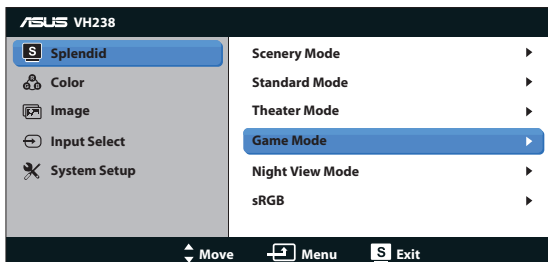 ASUS VH238
S Splendid
Color
Image
Input Select
System Setup
Scenery Mode
Standard Mode
Theater Mode
Game Mode
Night View Mode
sRGB
Move Menu S Exit